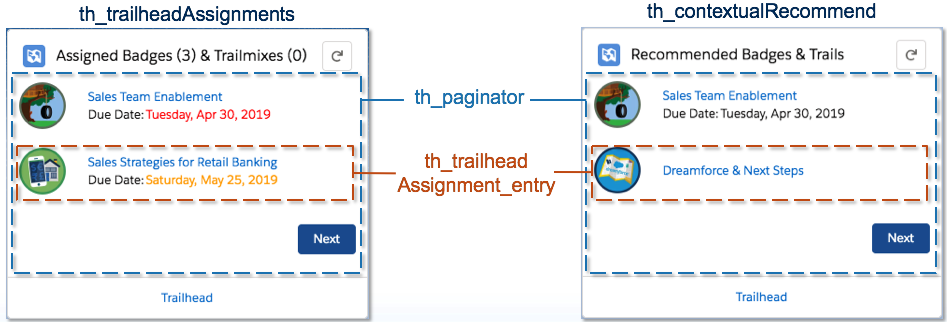 th_trailheadAssignments
Assigned Badges (3) & Trailmixes (0)
Sales Team Enablement
Due Date: Tuesday, Apr 30, 2019
Sales Strategies for Retail Banking
Due Date: Saturday, May 25, 2019
Next
Trailhead
th_paginator
th_trailhead
Assignment_entry
th_contextualRecommend
Recommended Badges & Trails
Sales Team Enablement
Due Date: Tuesday, Apr 30, 2019
Dreamforce & Next Steps
Next
Trailhead